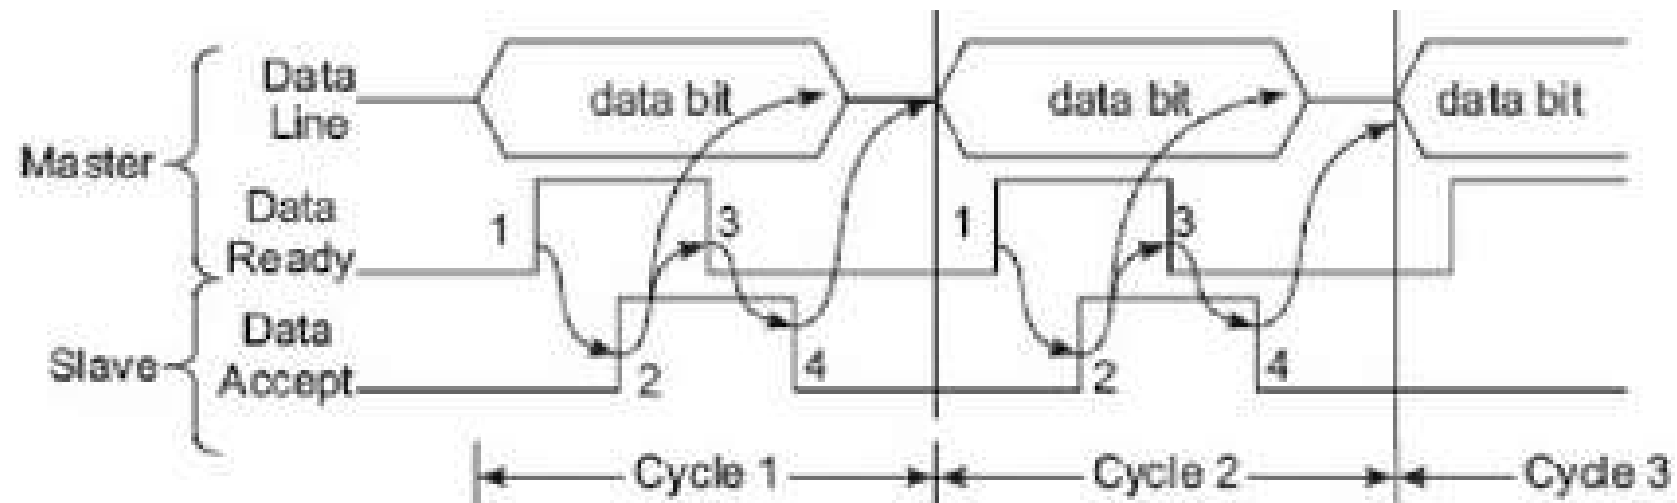 Data
Line
data bit
data bit
data bit
Master
Data
Ready
1
3
1
3
Slave
Data
Accept
2
4
2
4
Cycle 1
Cycle 2
Cycle 3